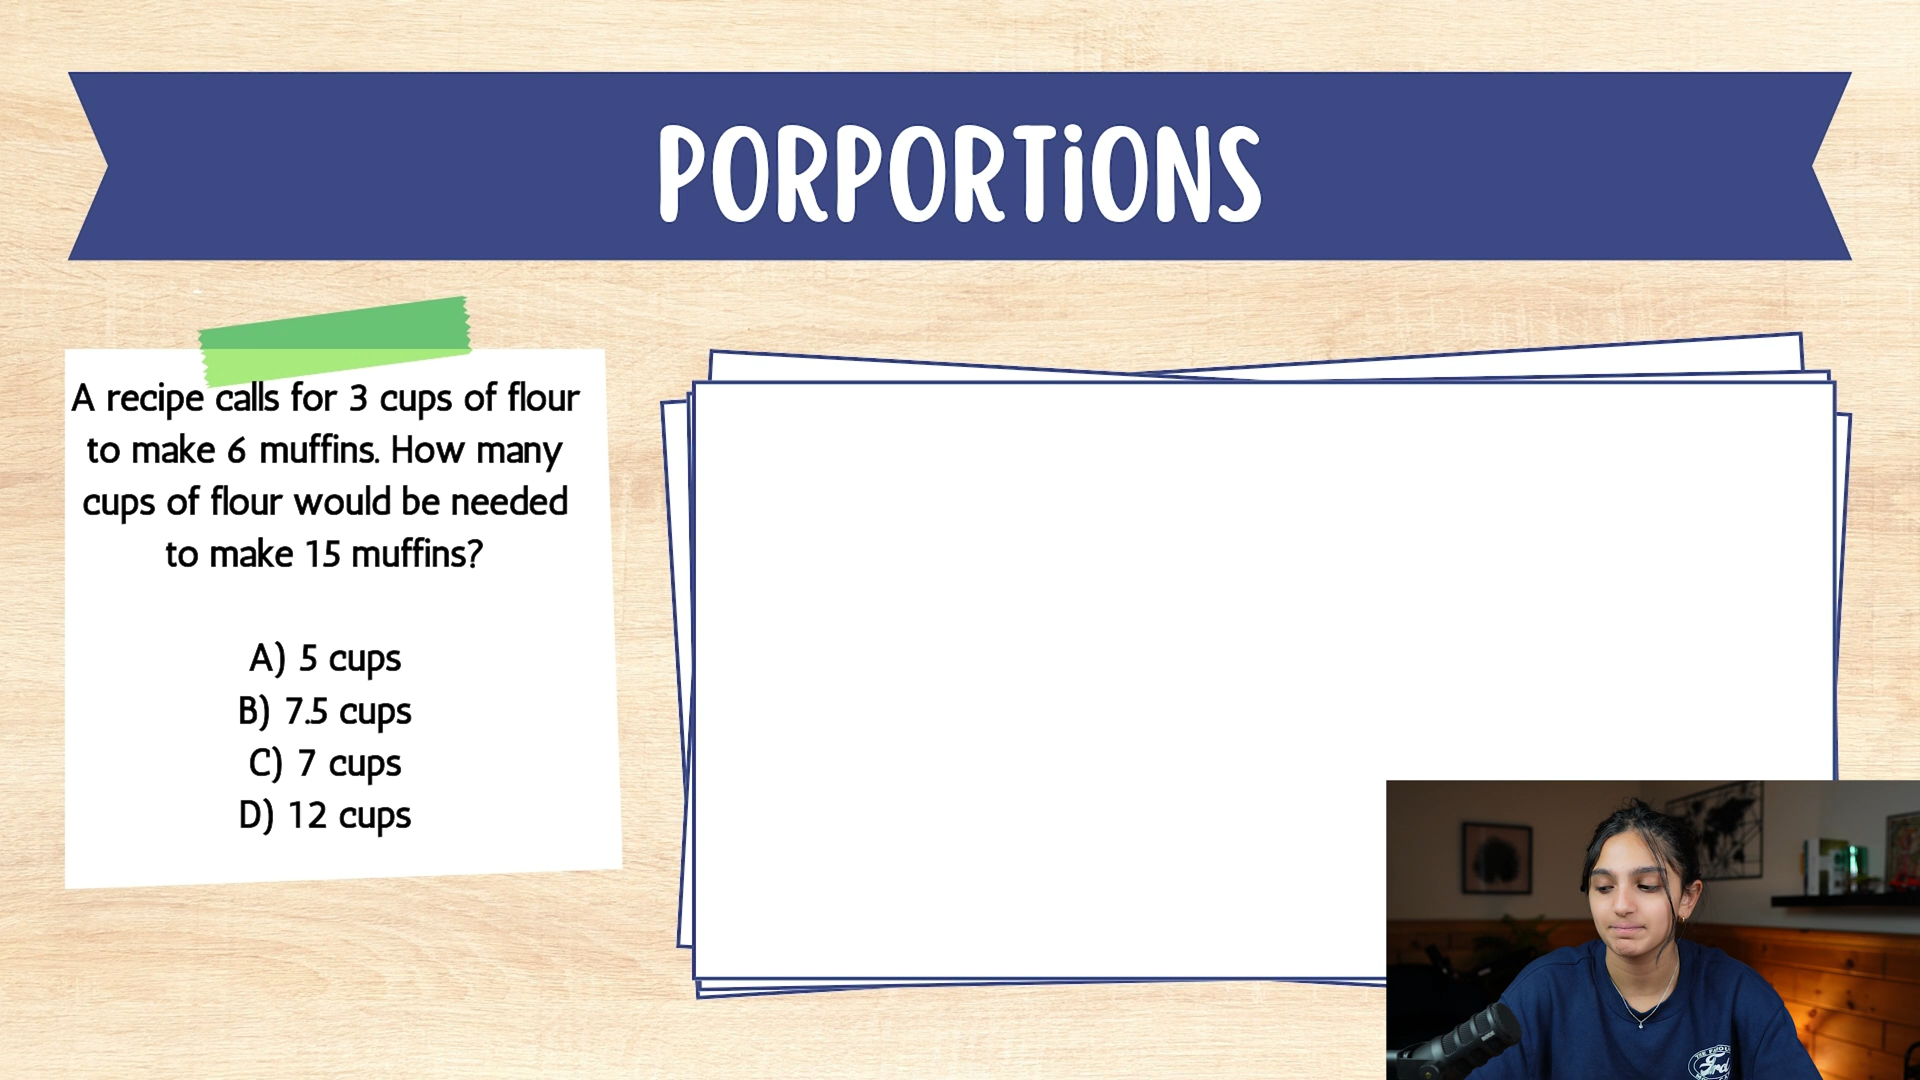 PORPORTiONS
A recipe calls for 3 cups of flour
to make 6 muffins. How many
cups of flour would be needed
to make 15 muffins?
A) 5 cups
B) 7.5 cups
C) 7 cups
D) 12 cups
Ford